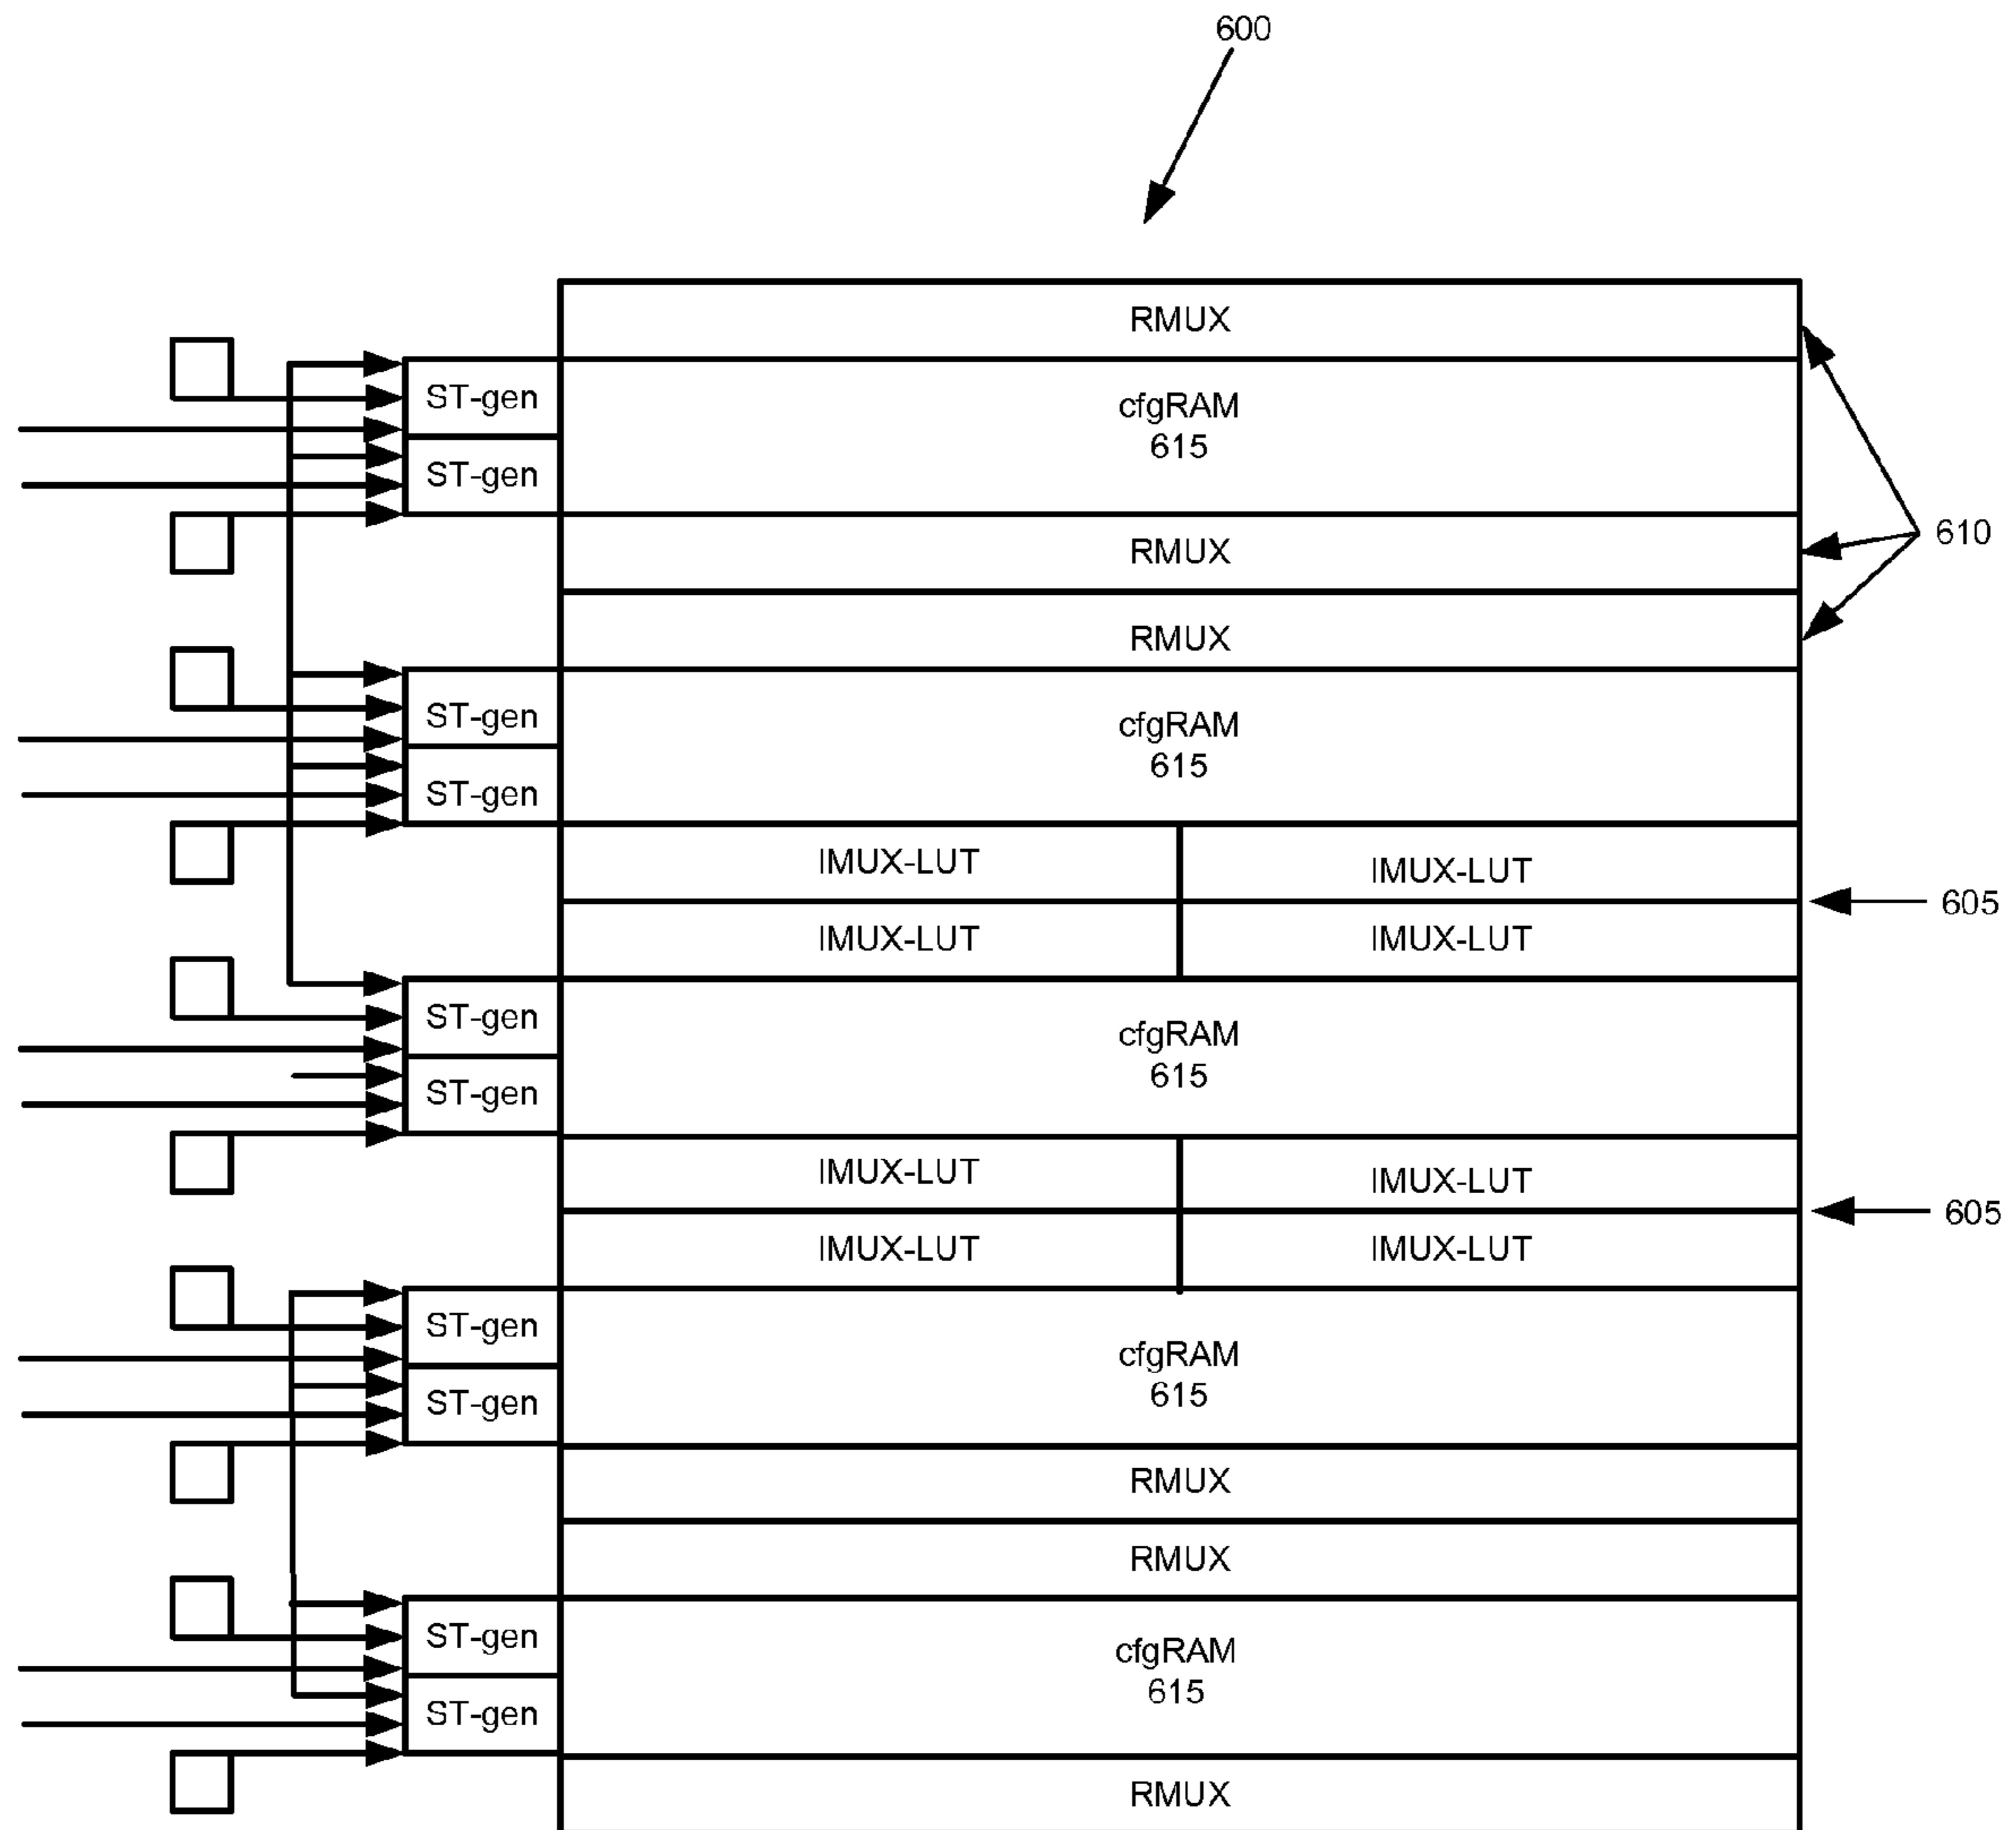 600
RMUX
ST-gen
cfgRAM
615
ST-gen
RMUX
610
RMUX
ST-gen
cfgRAM
615
ST-gen
IMUX-LUT
IMUX-LUT
605
IMUX-LUT
IMUX-LUT
ST-gen
cfgRAM
615
ST-gen
IMUX-LUT
IMUX-LUT
605
IMUX-LUT
IMUX-LUT
ST-gen
cfgRAM
615
ST-gen
RMUX
RMUX
ST-gen
cfgRAM
615
ST-gen
RMUX